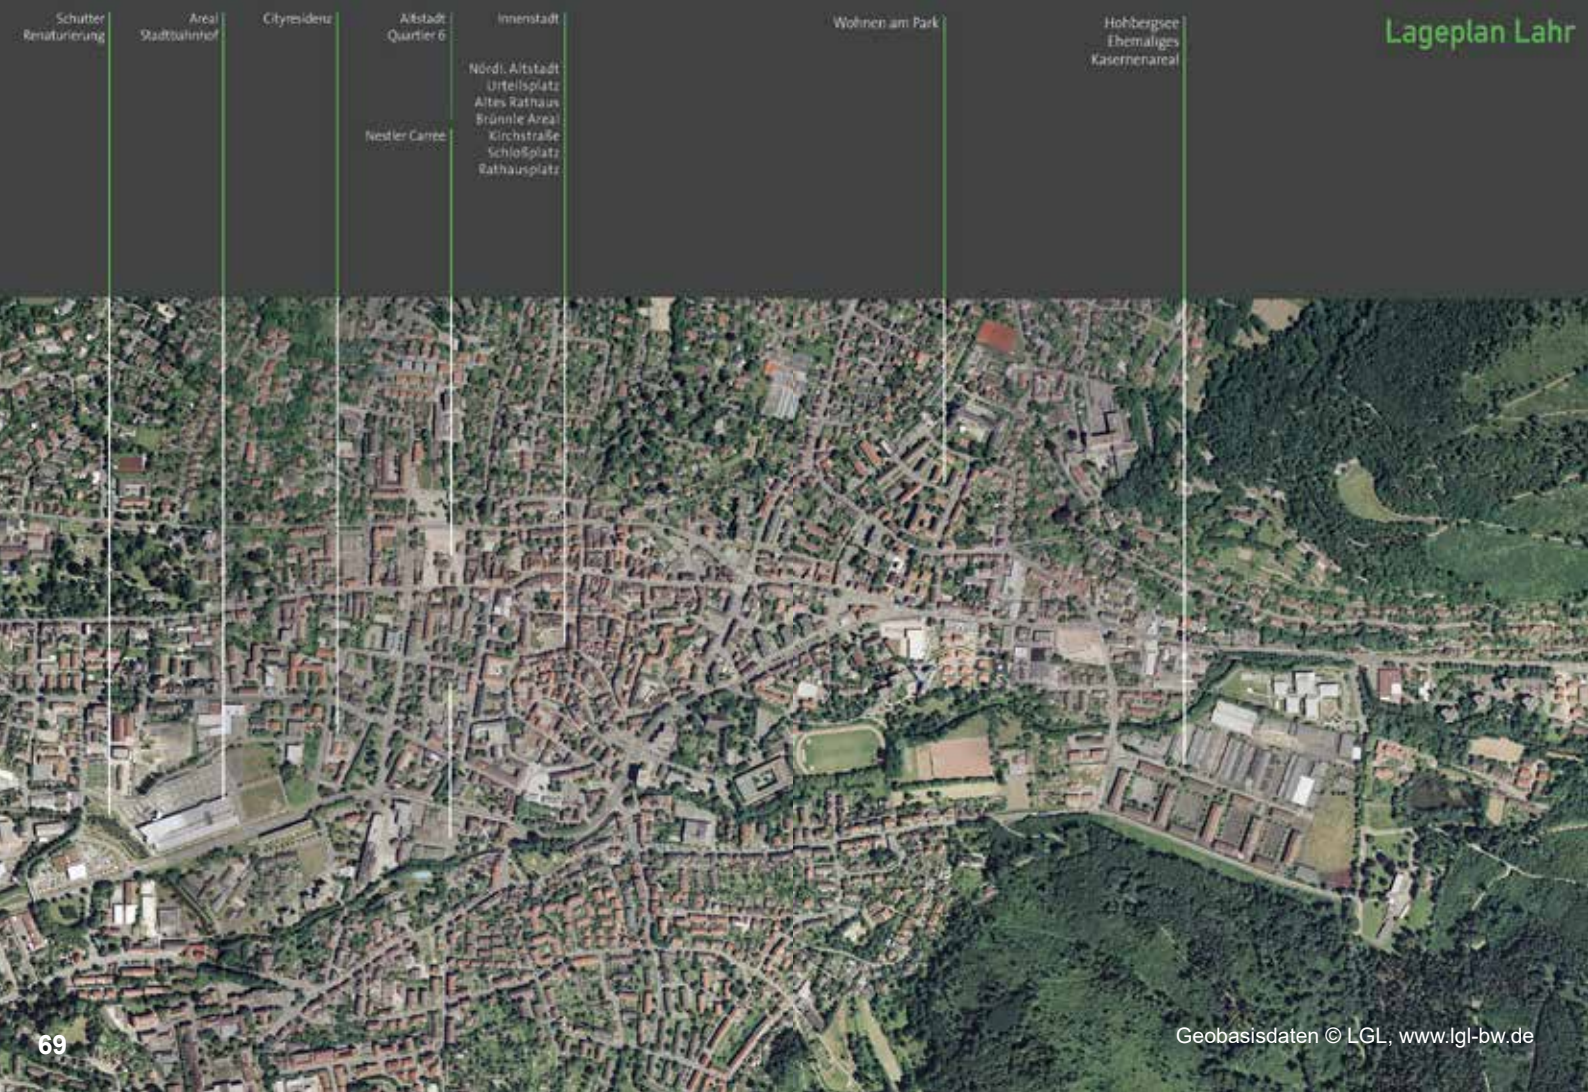 Schutter
Renaturierung
Areal
Stadtbahnhof
Cityresidenz
Altstadt
Quartier 6
Nestler Carree
Innenstadt
Nördl. Altstadt
Urteilsplatz
Altes Rathaus
Brünnle Areal
Kirchstraße
Schloßplatz
Rathausplatz
Wohnen am Park
Hohbergsee
Ehemaliges
Kasernenareal
Lageplan Lahr
69
Geobasisdaten © LGL, www.lgl-bw.de